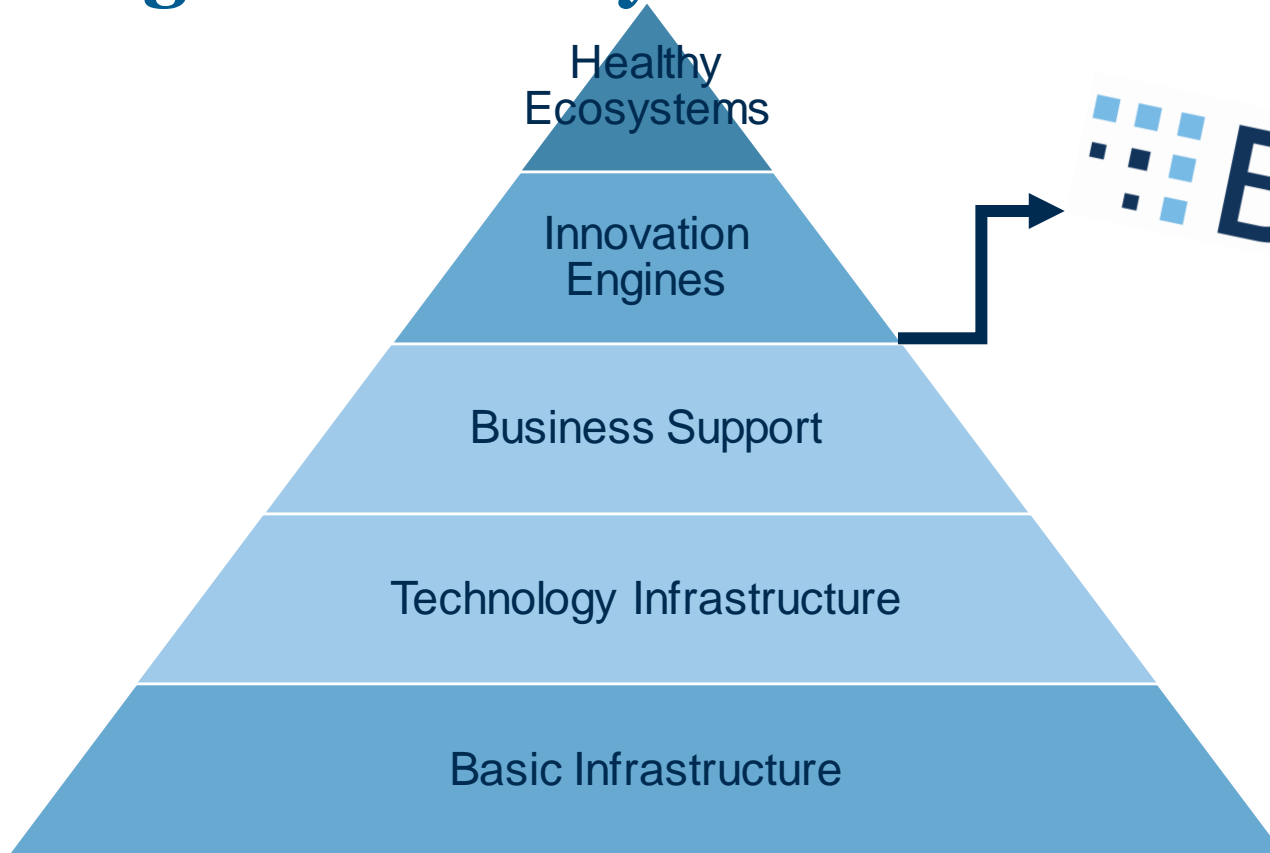 Healthy
Ecosystems
Innovation
Engines
Business Support
Technology Infrastructure
Basic Infrastructure